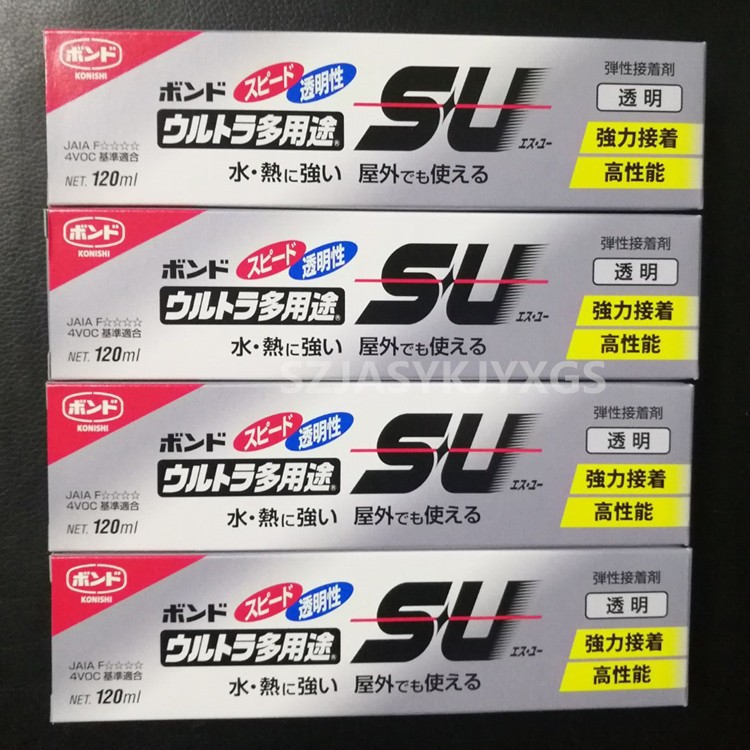 ボンド
KONISHI
ボンド スピード 透明性
ウルトラ多用途®
SU
エス・ユー
水・熱に強い 屋外でも使える
JAIA F☆☆☆☆
4VOC 基準適合
NET. 120ml
弾性接着剤
透明
強力接着
高性能
ボンド
KONISHI
ボンド スピード 透明性
ウルトラ多用途®
SU
エス・ユー
水・熱に強い 屋外でも使える
JAIA F☆☆☆☆
4VOC 基準適合
NET. 120ml
弾性接着剤
透明
強力接着
高性能
SZJASYKJYXGS
ボンド
KONISHI
ボンド スピード 透明性
ウルトラ多用途®
SU
エス・ユー
水・熱に強い 屋外でも使える
JAIA F☆☆☆☆
4VOC 基準適合
NET. 120ml
弾性接着剤
透明
強力接着
高性能
ボンド
KONISHI
ボンド スピード 透明性
ウルトラ多用途®
SU
エス・ユー
水・熱に強い 屋外でも使える
JAIA F☆☆☆☆
4VOC 基準適合
NET. 120ml
弾性接着剤
透明
強力接着
高性能